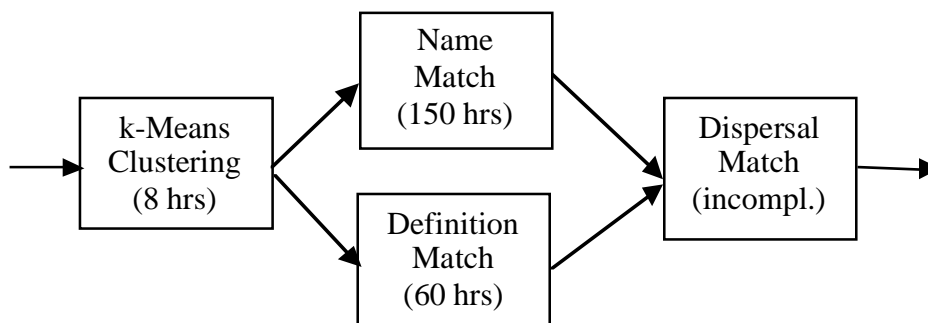 k-Means
Clustering
(8 hrs)
Name
Match
(150 hrs)
Definition
Match
(60 hrs)
Dispersal
Match
(incompl.)